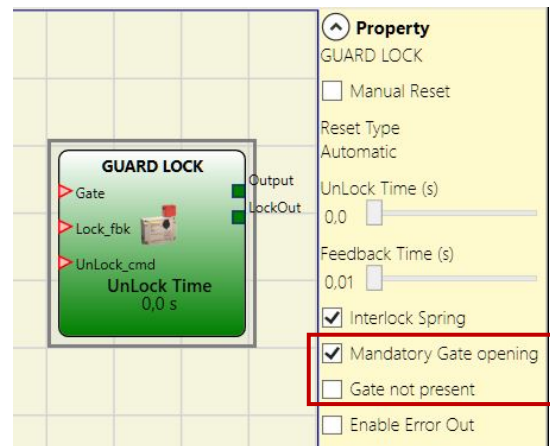 GUARD LOCK
Gate
Lock_fbk
UnLock_cmd
Output
LockOut
UnLock Time
0,0 s
Property
GUARD LOCK
Manual Reset
Reset Type
Automatic
UnLock Time (s)
0,0
Feedback Time (s)
0,01
Interlock Spring
Mandatory Gate opening
Gate not present
Enable Error Out